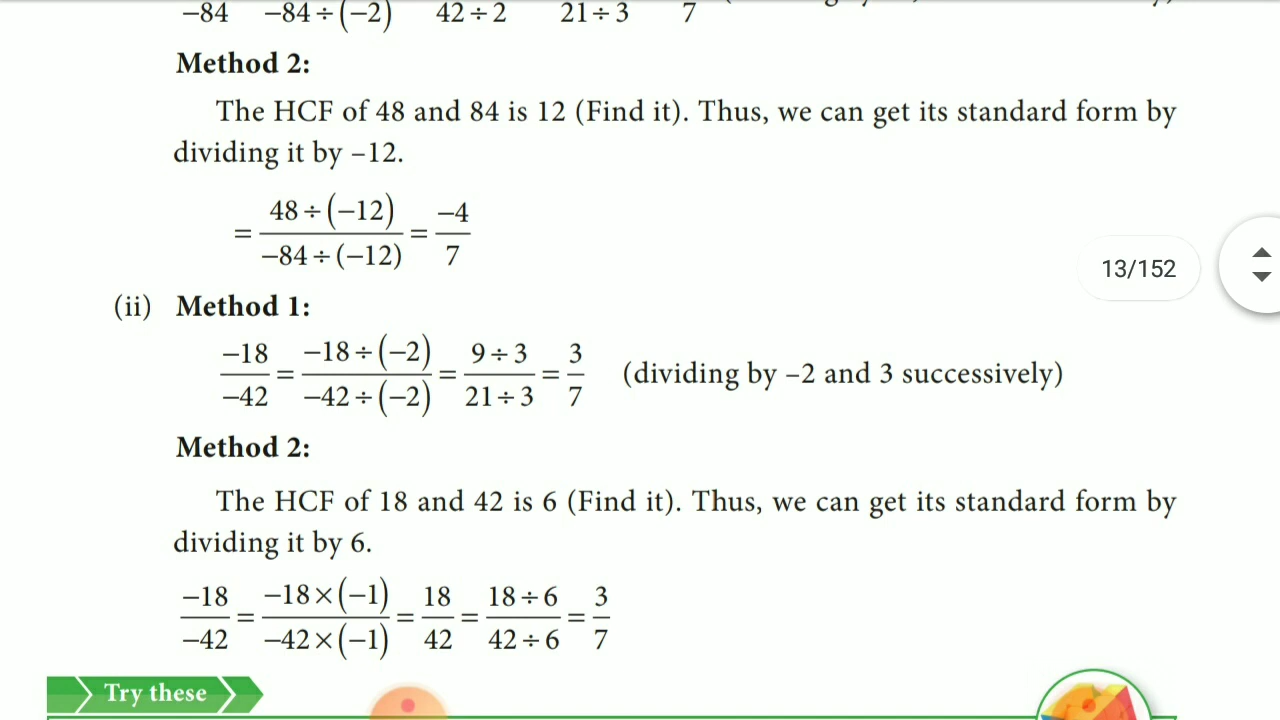 −84 −84 ÷ (−2) 42 ÷ 2 21 ÷ 3 7
Method 2:
The HCF of 48 and 84 is 12 (Find it). Thus, we can get its standard form by
dividing it by –12.
= 48 ÷ (−12) / −84 ÷ (−12) = −4 / 7
13/152
(ii) Method 1:
−18 / −42 = −18 ÷ (−2) / −42 ÷ (−2) = 9 ÷ 3 / 21 ÷ 3 = 3 / 7 (dividing by –2 and 3 successively)
Method 2:
The HCF of 18 and 42 is 6 (Find it). Thus, we can get its standard form by
dividing it by 6.
−18 / −42 = −18 × (−1) / −42 × (−1) = 18 / 42 = 18 ÷ 6 / 42 ÷ 6 = 3 / 7
Try these